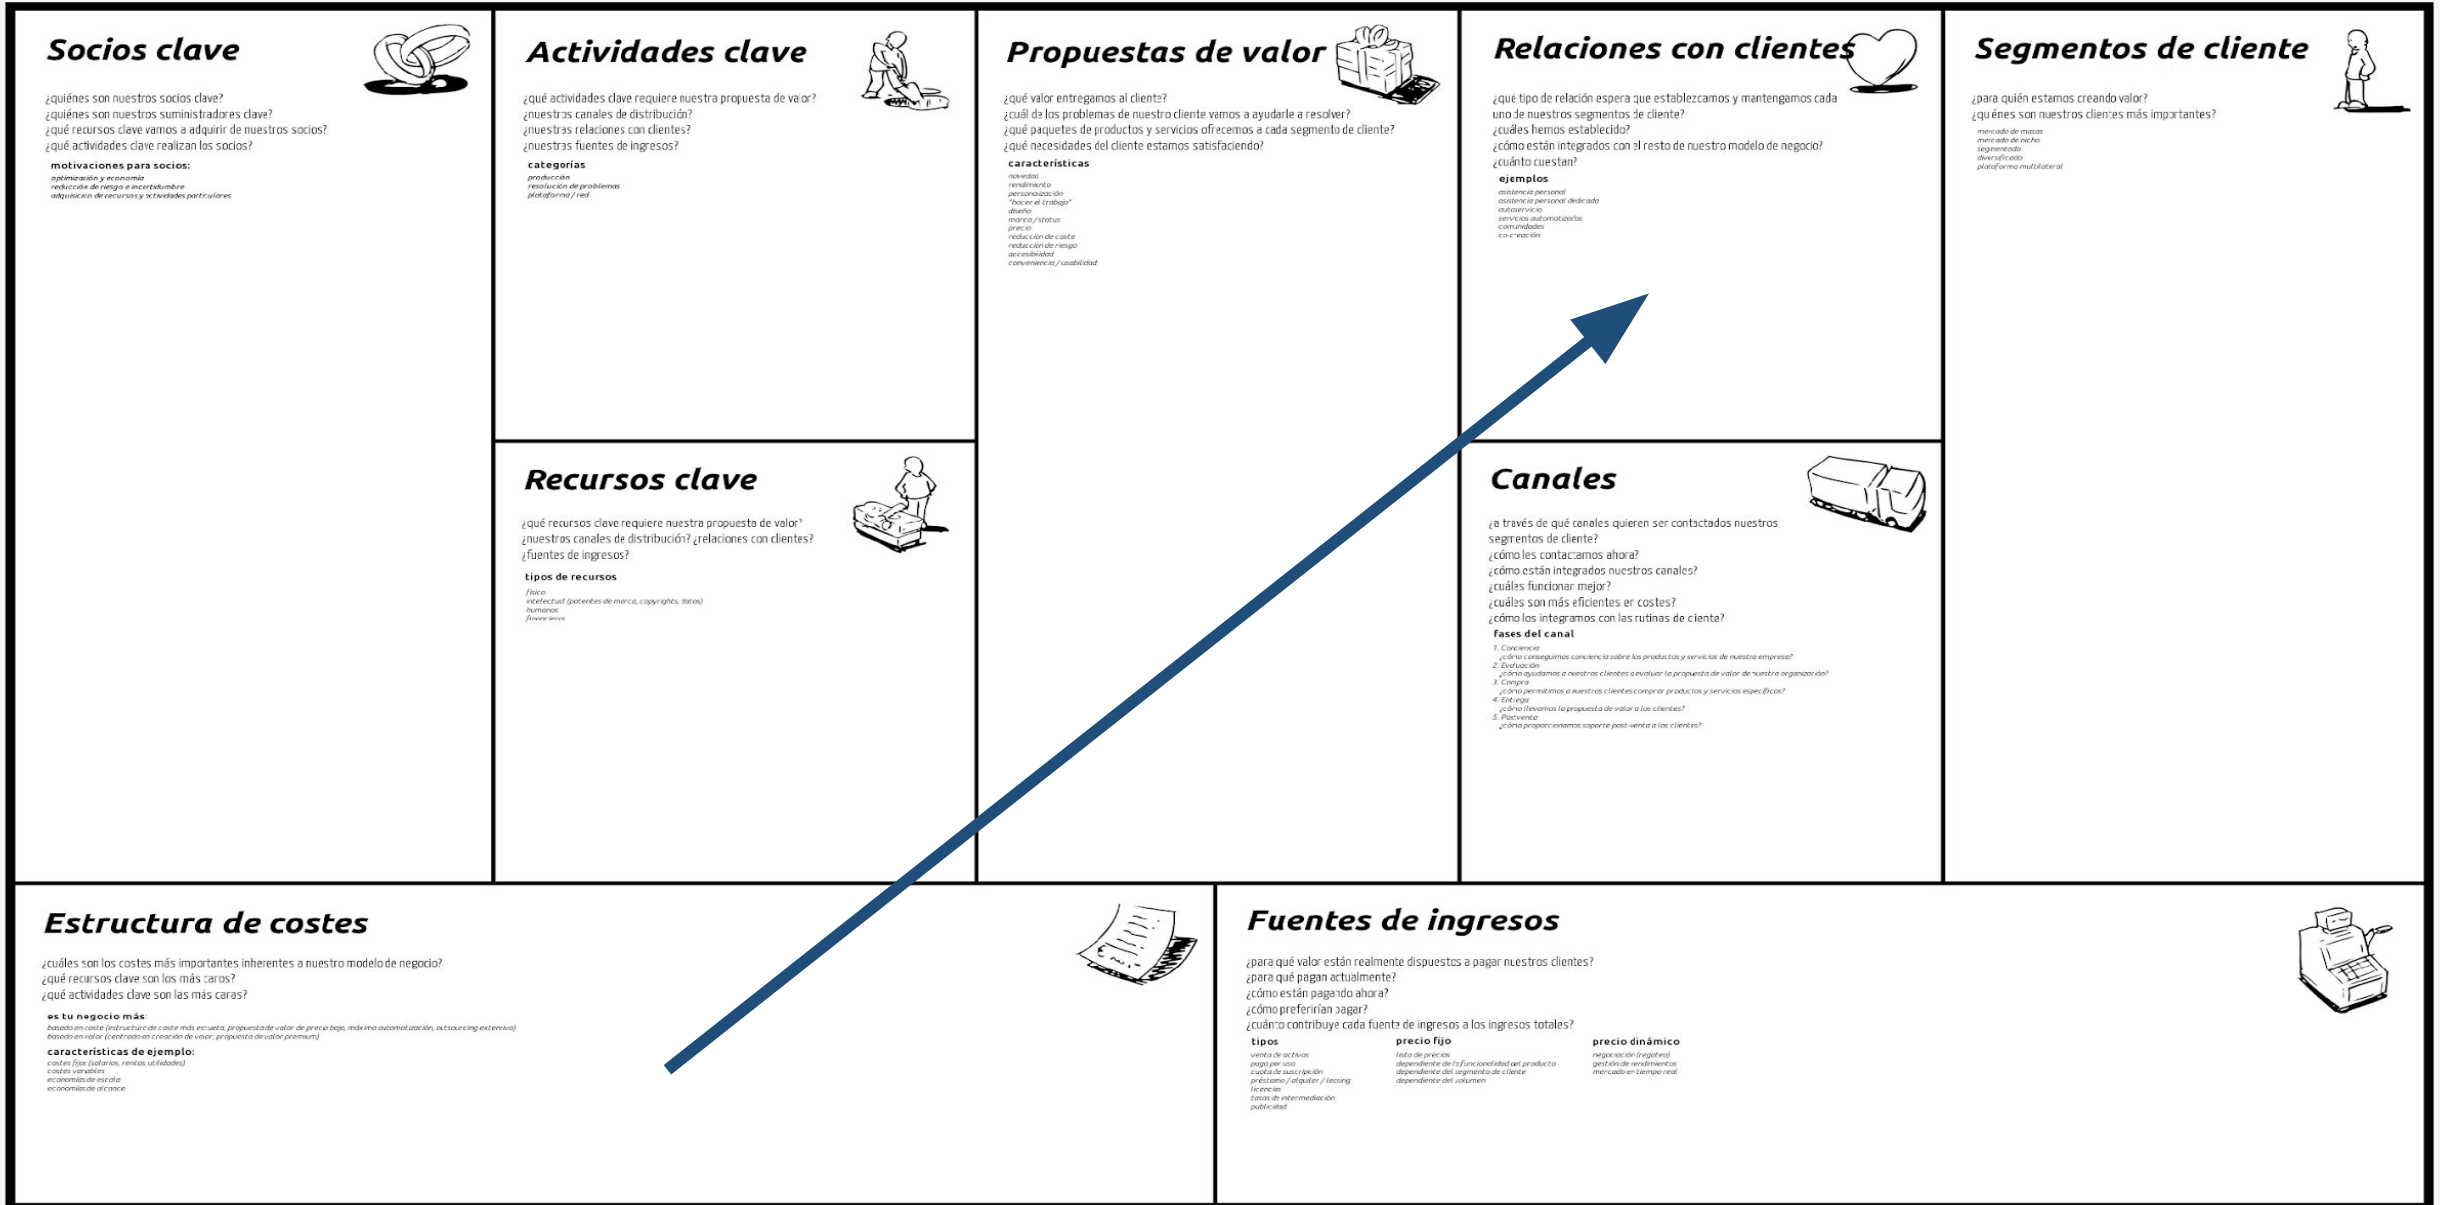 Socios clave
¿quiénes son nuestros socios clave?
¿quiénes son nuestros suministradores clave?
¿qué recursos clave vamos a adquirir de nuestros socios?
¿qué actividades clave realizan los socios?
motivaciones para socios:
optimización y economía
reducción de riesgo e incertidumbre
adquisición de recursos y actividades particulares
Actividades clave
¿qué actividades clave requiere nuestra propuesta de valor?
¿nuestros canales de distribución?
¿nuestras relaciones con clientes?
¿nuestras fuentes de ingresos?
categorías
producción
resolución de problemas
plataforma / red
Recursos clave
¿qué recursos clave requiere nuestra propuesta de valor?
¿nuestros canales de distribución? ¿relaciones con clientes?
¿fuentes de ingresos?
tipos de recursos
físico
intelectual (patentes de marca, copyrights, datos)
humanos
financieros
Propuestas de valor
¿qué valor entregamos al cliente?
¿cuál de los problemas de nuestro cliente vamos a ayudarle a resolver?
¿qué paquetes de productos y servicios ofrecemos a cada segmento de cliente?
¿qué necesidades del cliente estamos satisfaciendo?
características
novedad
rendimiento
personalización
"hacer el trabajo"
diseño
marca / status
precio
reducción de coste
reducción de riesgo
accesibilidad
conveniencia / usabilidad
Relaciones con clientes
¿qué tipo de relación espera que establezcamos y mantengamos cada
uno de nuestros segmentos de cliente?
¿cuáles hemos establecido?
¿cómo están integrados con el resto de nuestro modelo de negocio?
¿cuánto cuestan?
ejemplos
asistencia personal
asistencia personal dedicada
autoservicio
servicios automatizados
comunidades
co-creación
Canales
¿a través de qué canales quieren ser contactados nuestros
segmentos de cliente?
¿cómo les contactamos ahora?
¿cómo están integrados nuestros canales?
¿cuáles funcionar mejor?
¿cuáles son más eficientes en costes?
¿cómo los integramos con las rutinas de cliente?
fases del canal
1. Conciencia
¿cómo conseguimos conciencia sobre los productos y servicios de nuestra empresa?
2. Evaluación
¿cómo ayudamos a nuestros clientes a evaluar la propuesta de valor de nuestra organización?
3. Compra
¿cómo permitimos a nuestros clientes comprar productos y servicios específicos?
4. Entrega
¿cómo llevamos la propuesta de valor a los clientes?
5. Postventa
¿cómo proporcionamos soporte post-venta a los clientes?
Segmentos de cliente
¿para quién estamos creando valor?
¿quiénes son nuestros clientes más importantes?
mercado de masas
mercado de nicho
segmentado
diversificado
plataforma multilateral
Estructura de costes
¿cuáles son los costes más importantes inherentes a nuestro modelo de negocio?
¿qué recursos clave son los más caros?
¿qué actividades clave son las más caras?
es tu negocio más:
basado en coste (estructura de coste más escueta, propuesta de valor de precio bajo, máxima automatización, outsourcing extensivo)
basado en valor (centrado en creación de valor, propuesta de valor premium)
características de ejemplo:
costes fijos (salarios, rentas, utilidades)
costes variables
economías de escala
economías de alcance
Fuentes de ingresos
¿para qué valor están realmente dispuestos a pagar nuestros clientes?
¿para qué pagan actualmente?
¿cómo están pagando ahora?
¿cómo preferirían pagar?
¿cuánto contribuye cada fuente de ingresos a los ingresos totales?
tipos
venta de activos
pago por uso
cuota de suscripción
préstamo / alquiler / leasing
licencias
tasas de intermediación
publicidad
precio fijo
lista de precios
dependiente de la funcionalidad del producto
dependiente del segmento de cliente
dependiente del volumen
precio dinámico
negociación (regateo)
gestión de rendimientos
mercado en tiempo real